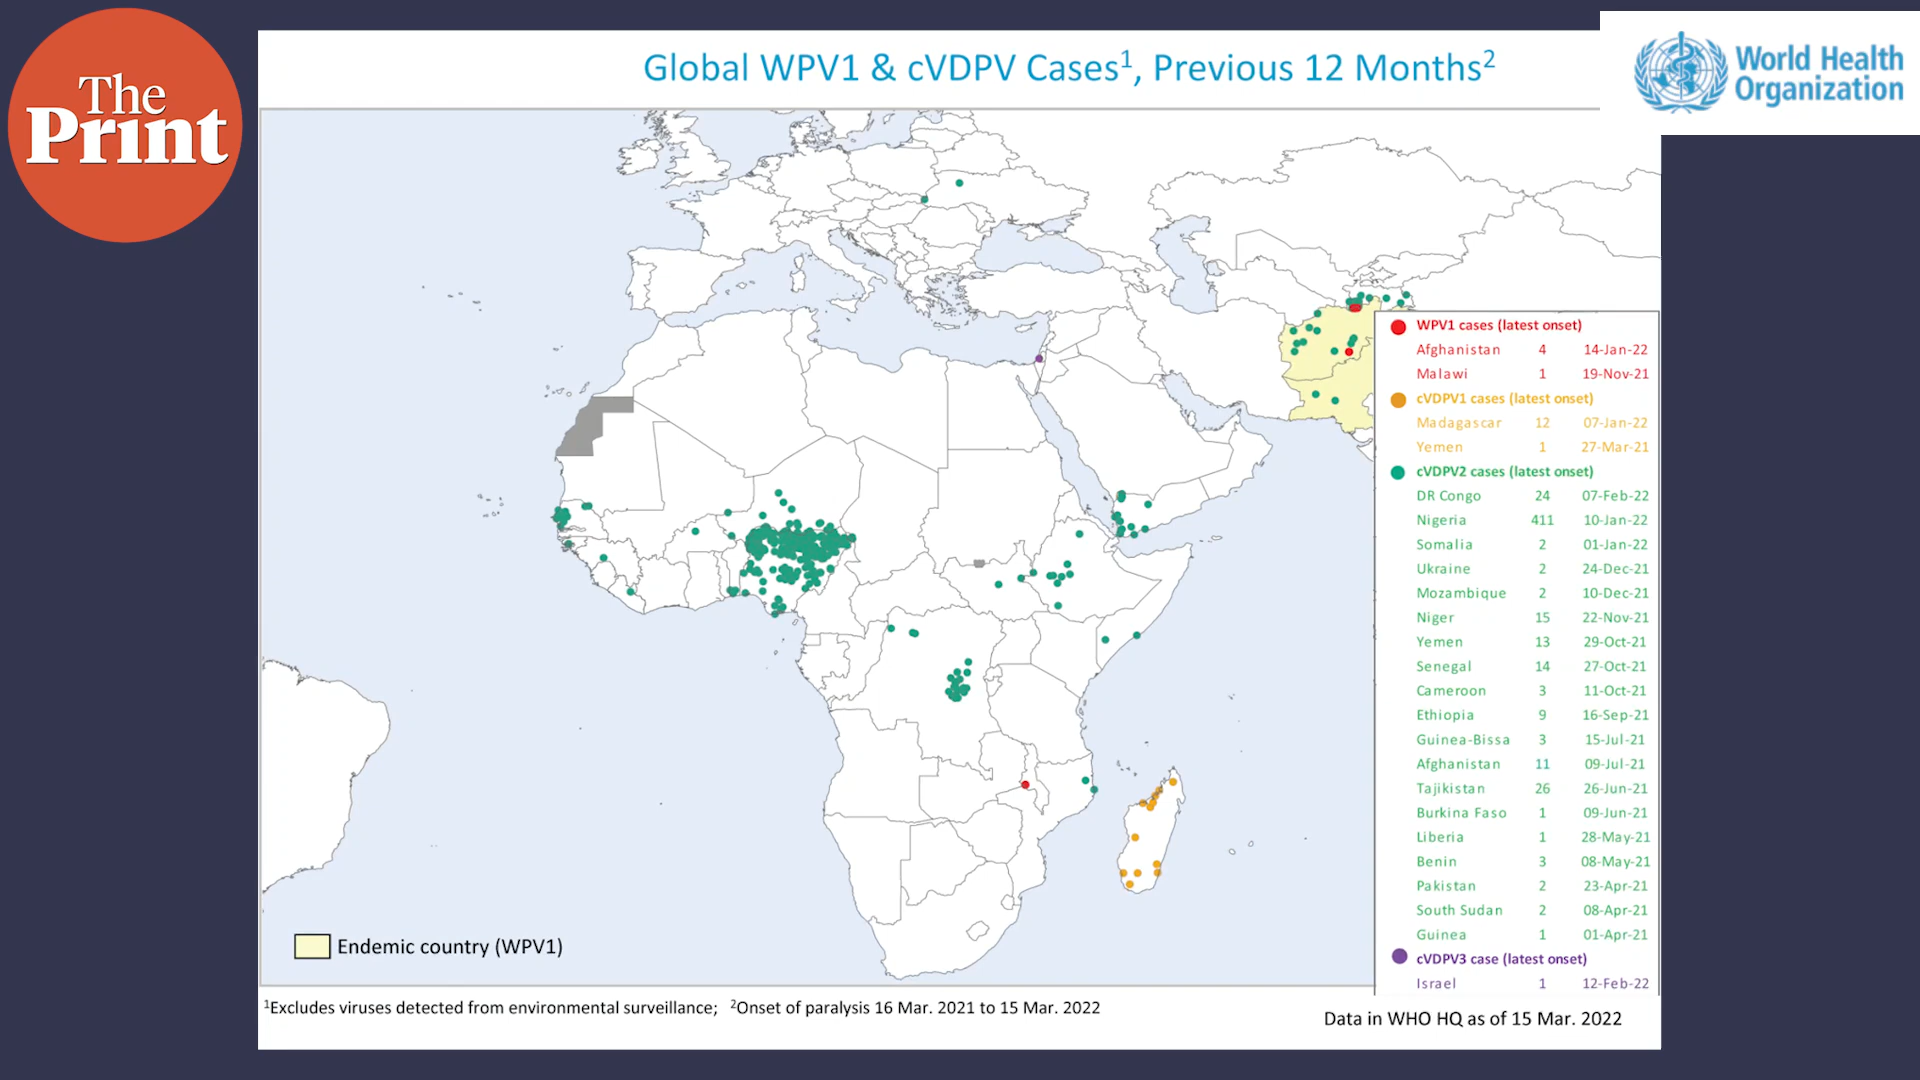 The
Print
Global WPV1 & cVDPV Cases¹, Previous 12 Months²
World Health
Organization
WPV1 cases (latest onset)
Afghanistan 4 14-Jan-22
Malawi 1 19-Nov-21
cVDPV1 cases (latest onset)
Madagascar 12 07-Jan-22
Yemen 1 27-Mar-21
cVDPV2 cases (latest onset)
DR Congo 24 07-Feb-22
Nigeria 411 10-Jan-22
Somalia 2 01-Jan-22
Ukraine 2 24-Dec-21
Mozambique 2 10-Dec-21
Niger 15 22-Nov-21
Yemen 13 29-Oct-21
Senegal 14 27-Oct-21
Cameroon 3 11-Oct-21
Ethiopia 9 16-Sep-21
Guinea-Bissa 3 15-Jul-21
Afghanistan 11 09-Jul-21
Tajikistan 26 26-Jun-21
Burkina Faso 1 09-Jun-21
Liberia 1 28-May-21
Benin 3 08-May-21
Pakistan 2 23-Apr-21
South Sudan 2 08-Apr-21
Guinea 1 01-Apr-21
cVDPV3 case (latest onset)
Israel 1 12-Feb-22
Endemic country (WPV1)
¹Excludes viruses detected from environmental surveillance; ²Onset of paralysis 16 Mar. 2021 to 15 Mar. 2022
Data in WHO HQ as of 15 Mar. 2022